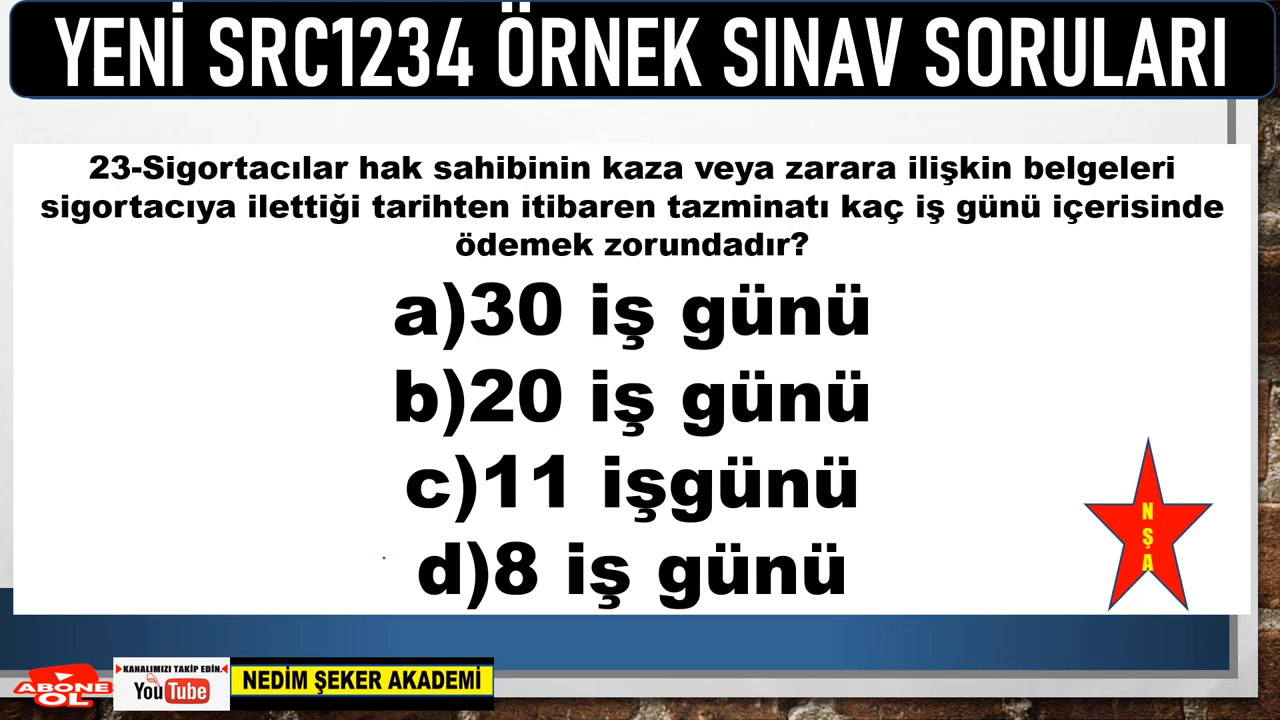 YENİ SRC1234 ÖRNEK SINAV SORULARI
23-Sigortacılar hak sahibinin kaza veya zarara ilişkin belgeleri
sigortacıya ilettiği tarihten itibaren tazminatı kaç iş günü içerisinde
ödemek zorundadır?
a)30 iş günü
b)20 iş günü
c)11 işgünü
d)8 iş günü
N
Ş
A
ABONE
OL
KANALIMIZI TAKİP EDİN.
YouTube
NEDİM ŞEKER AKADEMİ